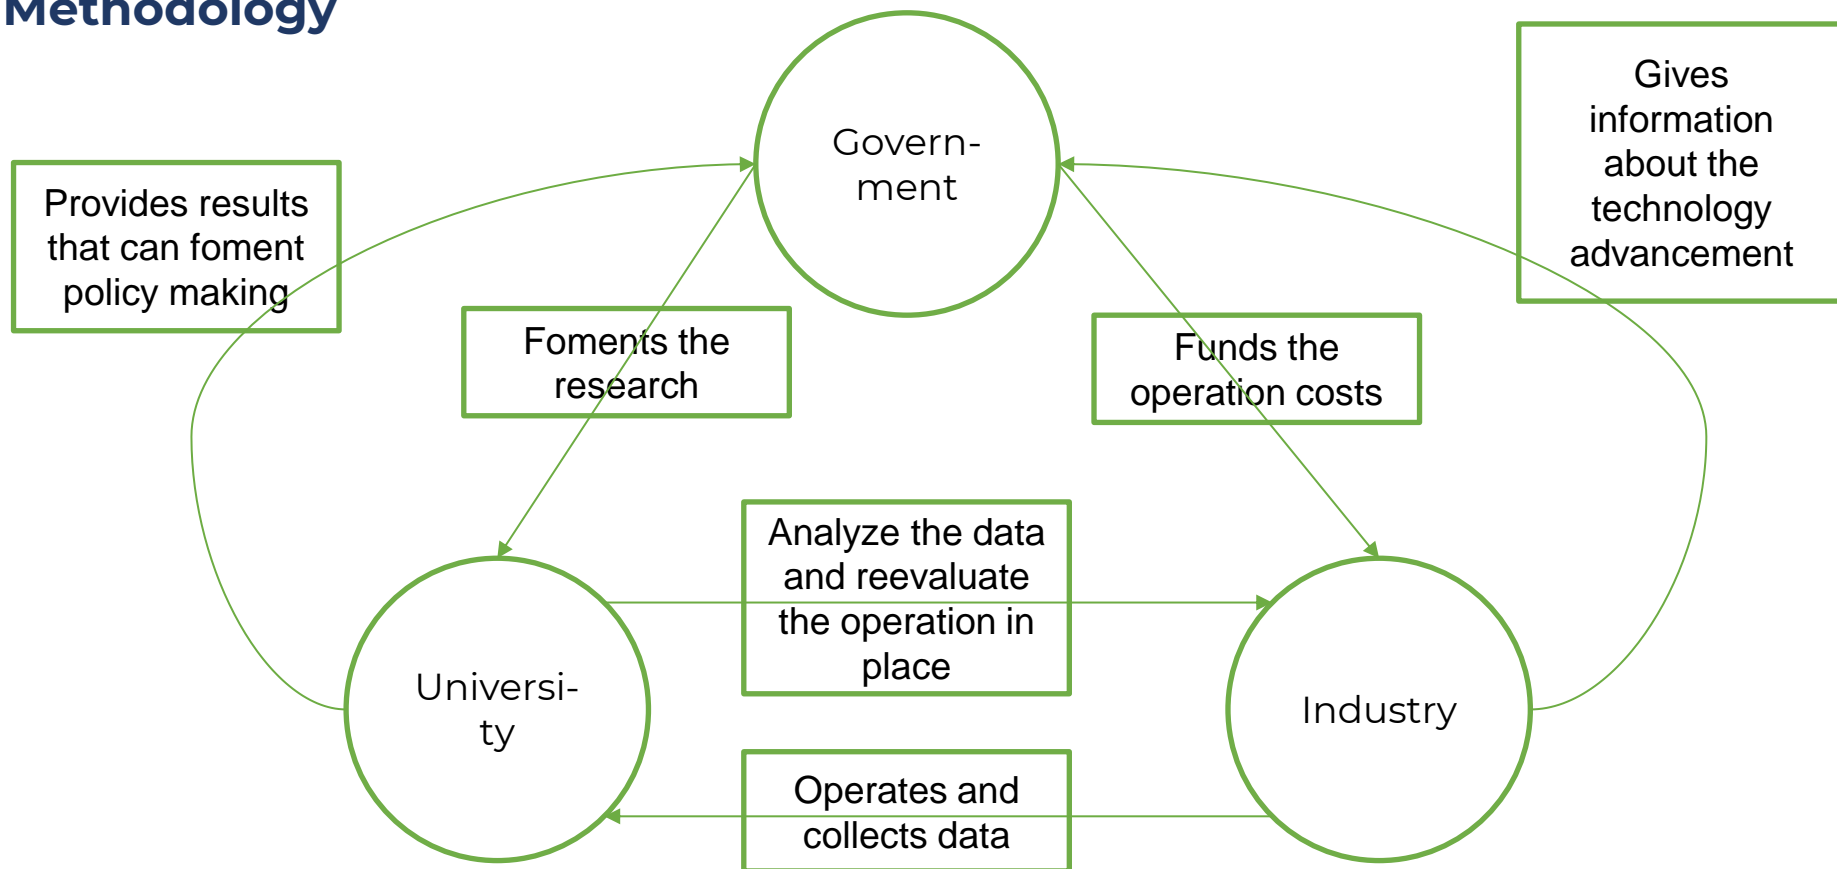 Methodology
Govern-
ment
Gives
information
about the
technology
advancement
Provides results
that can foment
policy making
Foments the
research
Funds the
operation costs
Analyze the data
and reevaluate
the operation in
place
Universi-
ty
Industry
Operates and
collects data